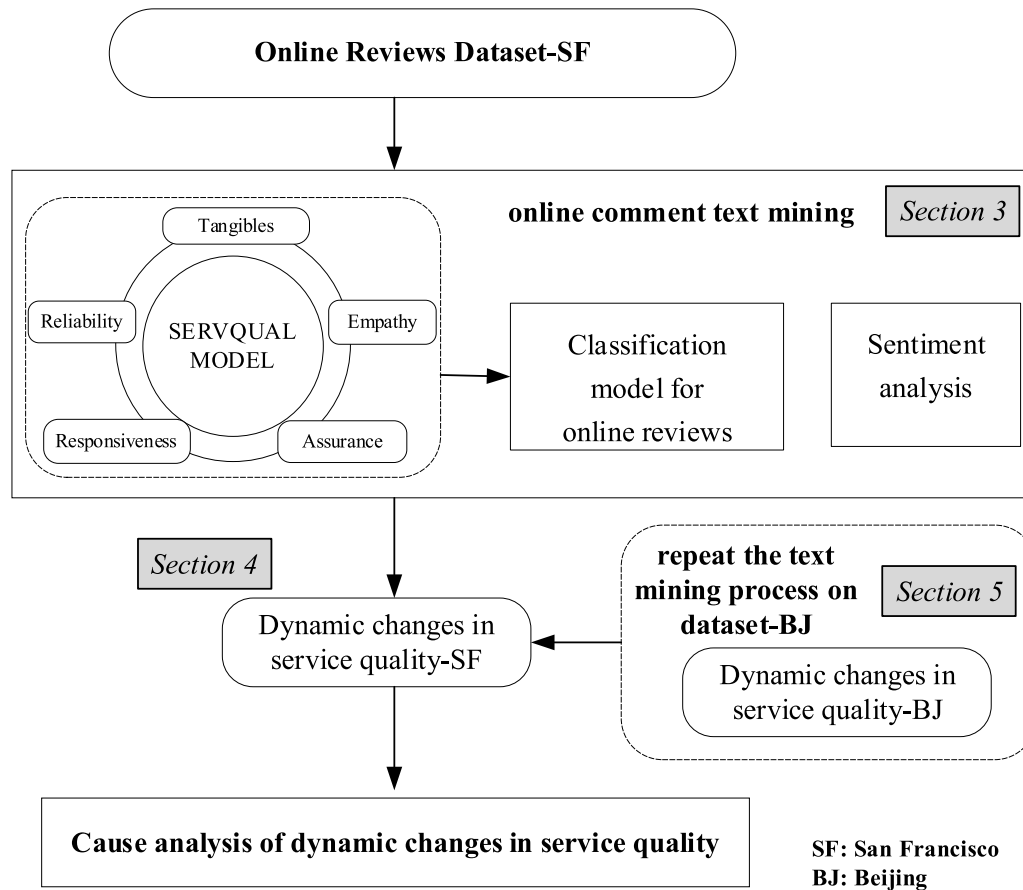 Online Reviews Dataset-SF
online comment text mining
Section 3
Tangibles
Reliability
Empathy
SERVQUAL
MODEL
Responsiveness
Assurance
Classification
model for
online reviews
Sentiment
analysis
Section 4
repeat the text
mining process on
dataset-BJ
Section 5
Dynamic changes in
service quality-SF
Dynamic changes in
service quality-BJ
Cause analysis of dynamic changes in service quality
SF: San Francisco
BJ: Beijing